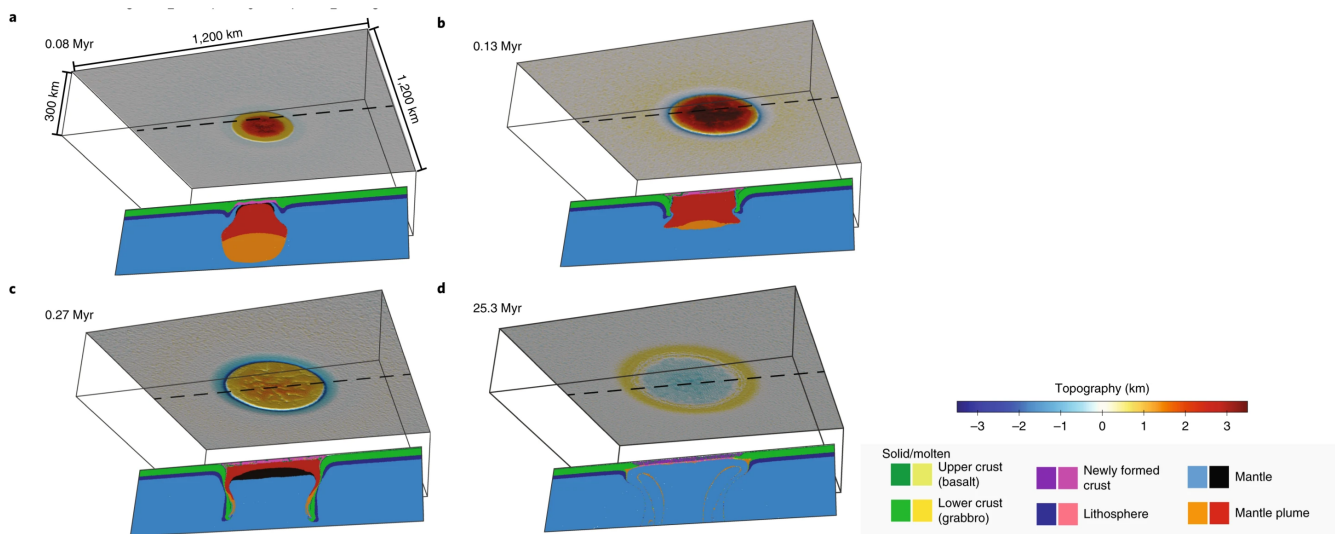 a
0.08 Myr
1,200 km
1,200 km
300 km
b
0.13 Myr
c
0.27 Myr
d
25.3 Myr
Topography (km)
–3 –2 –1 0 1 2 3
Solid/molten
Upper crust
(basalt)
Lower crust
(grabbro)
Newly formed
crust
Lithosphere
Mantle
Mantle plume